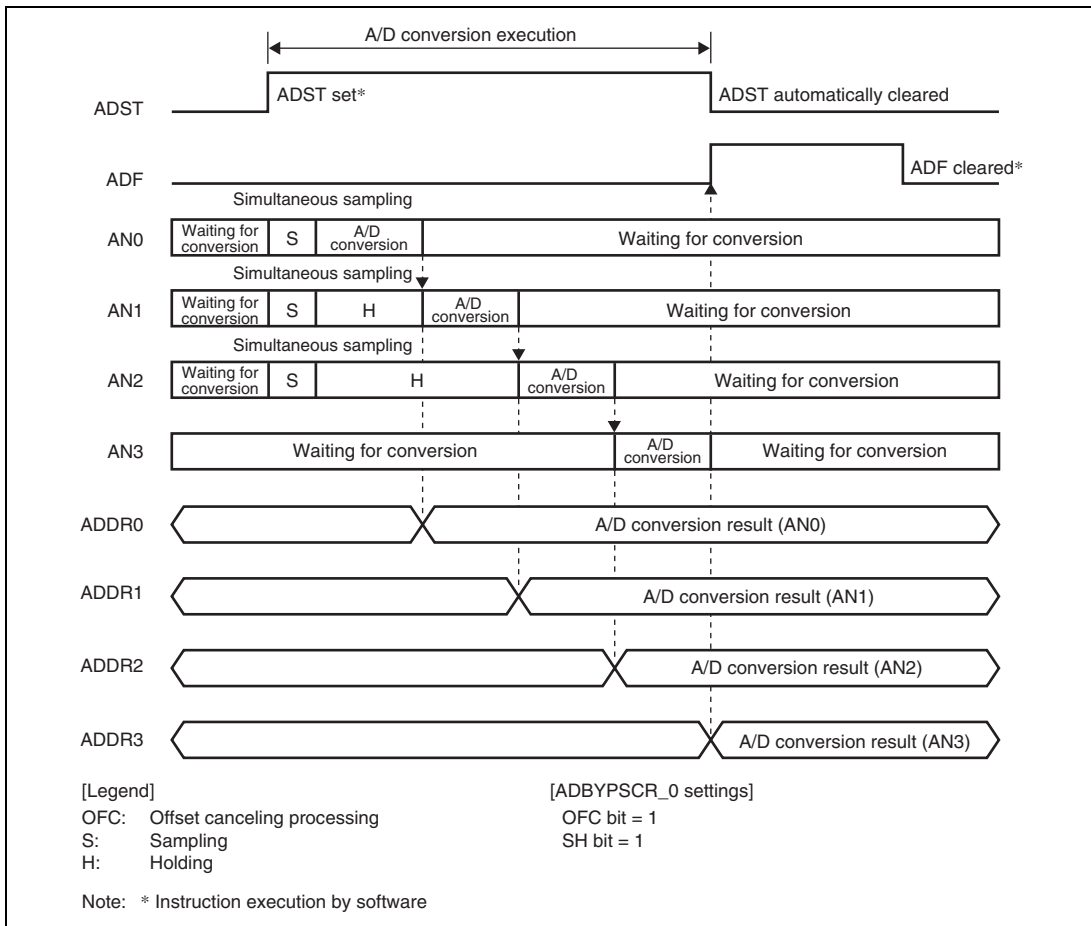 A/D conversion execution
ADST
ADST set*
ADST automatically cleared
ADF
ADF cleared*
Simultaneous sampling
AN0
Waiting for
conversion
S
A/D
conversion
Waiting for conversion
Simultaneous sampling
AN1
Waiting for
conversion
S
H
A/D
conversion
Waiting for conversion
Simultaneous sampling
AN2
Waiting for
conversion
S
H
A/D
conversion
Waiting for conversion
AN3
Waiting for conversion
A/D
conversion
Waiting for conversion
ADDR0
A/D conversion result (AN0)
ADDR1
A/D conversion result (AN1)
ADDR2
A/D conversion result (AN2)
ADDR3
A/D conversion result (AN3)
[Legend]
OFC: Offset canceling processing
S: Sampling
H: Holding
[ADBYPSCR_0 settings]
OFC bit = 1
SH bit = 1
Note: * Instruction execution by software